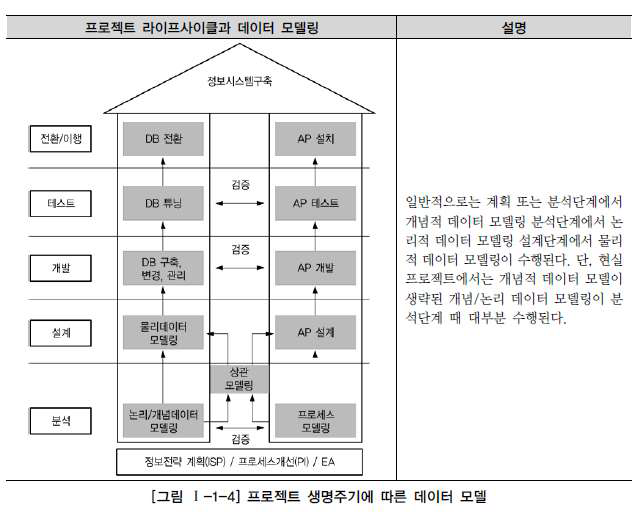 프로젝트 라이프사이클과 데이터 모델링
설명
정보시스템구축
전환/이행
DB 전환
AP 설치
테스트
DB 튜닝
검증
AP 테스트
개발
DB 구축,
변경, 관리
검증
AP 개발
설계
물리데이터
모델링
AP 설계
상관
모델링
분석
논리/개념데이터
모델링
검증
프로세스
모델링
정보전략 계획(ISP) / 프로세스개선(PI) / EA
일반적으로는 계획 또는 분석단계에서
개념적 데이터 모델링 분석단계에서 논
리적 데이터 모델링 설계단계에서 물리
적 데이터 모델링이 수행된다. 단, 현실
프로젝트에서는 개념적 데이터 모델이
생략된 개념/논리 데이터 모델링이 분
석단계 때 대부분 수행된다.
[그림 Ⅰ-1-4] 프로젝트 생명주기에 따른 데이터 모델